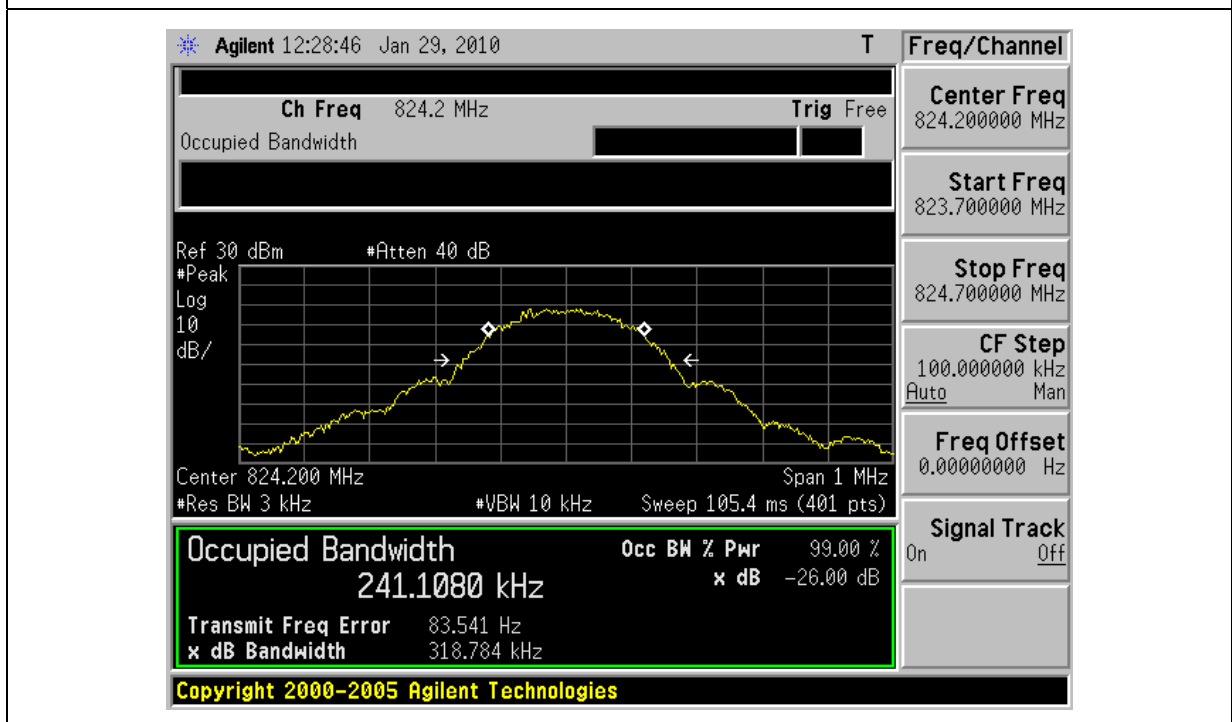 Agilent 12:28:46 Jan 29, 2010 T
Freq/Channel
Ch Freq 824.2 MHz Trig Free
Occupied Bandwidth
Center Freq
824.200000 MHz
Start Freq
823.700000 MHz
Stop Freq
824.700000 MHz
CF Step
100.000000 kHz
Auto Man
Freq Offset
0.00000000 Hz
Signal Track
On Off
Ref 30 dBm #Atten 40 dB
#Peak
Log
10
dB/
Center 824.200 MHz Span 1 MHz
#Res BW 3 kHz #VBW 10 kHz Sweep 105.4 ms (401 pts)
Occupied Bandwidth Occ BW % Pwr 99.00 %
241.1080 kHz x dB -26.00 dB
Transmit Freq Error 83.541 Hz
x dB Bandwidth 318.784 kHz
Copyright 2000-2005 Agilent Technologies